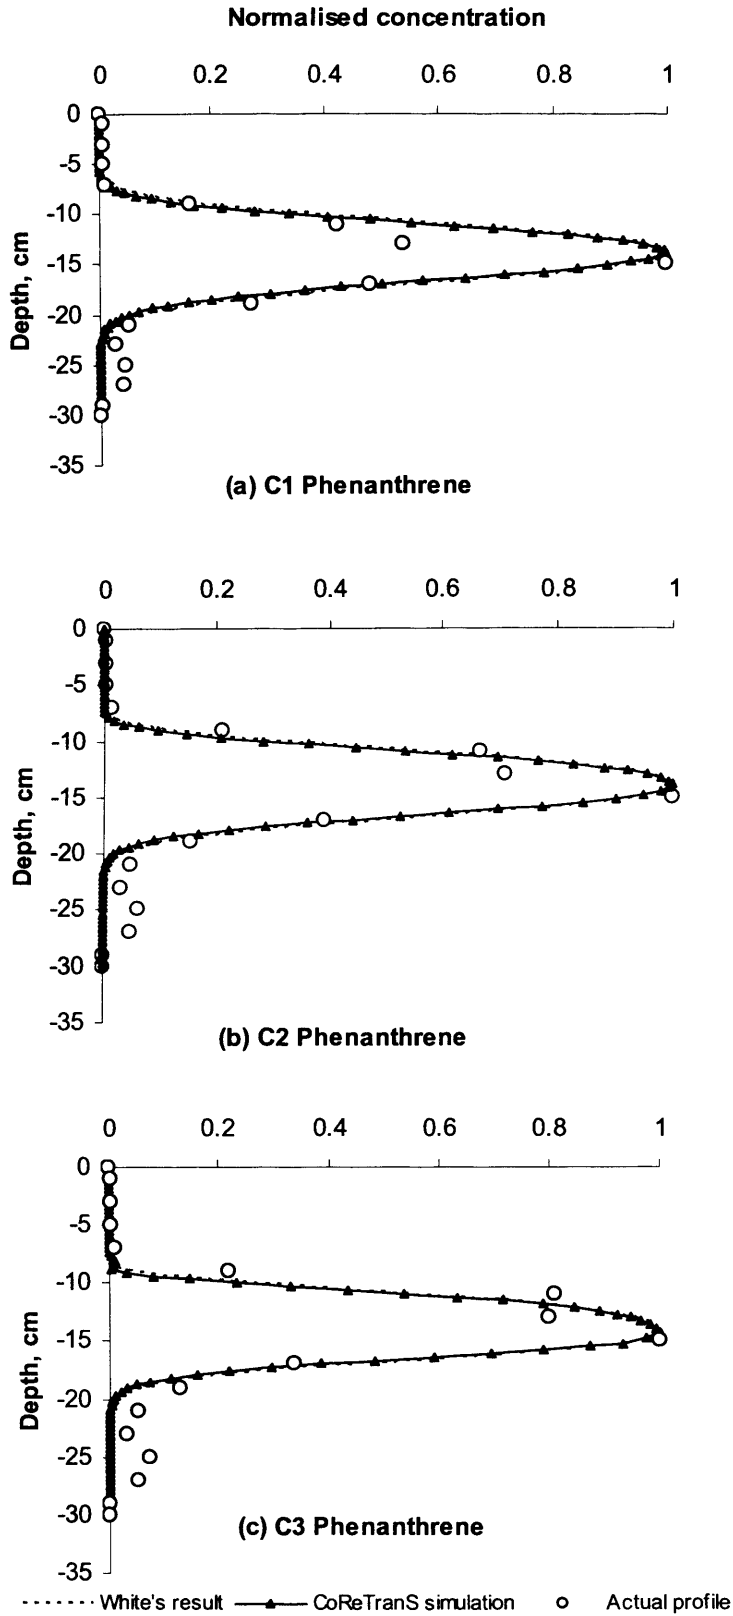 Normalised concentration
0 0.2 0.4 0.6 0.8 1
0
-5
-10
-15
-20
-25
-30
-35
Depth, cm
(a) C1 Phenanthrene
0 0.2 0.4 0.6 0.8 1
0
-5
-10
-15
-20
-25
-30
-35
Depth, cm
(b) C2 Phenanthrene
0 0.2 0.4 0.6 0.8 1
0
-5
-10
-15
-20
-25
-30
-35
Depth, cm
(c) C3 Phenanthrene
White's result CoReTranS simulation Actual profile